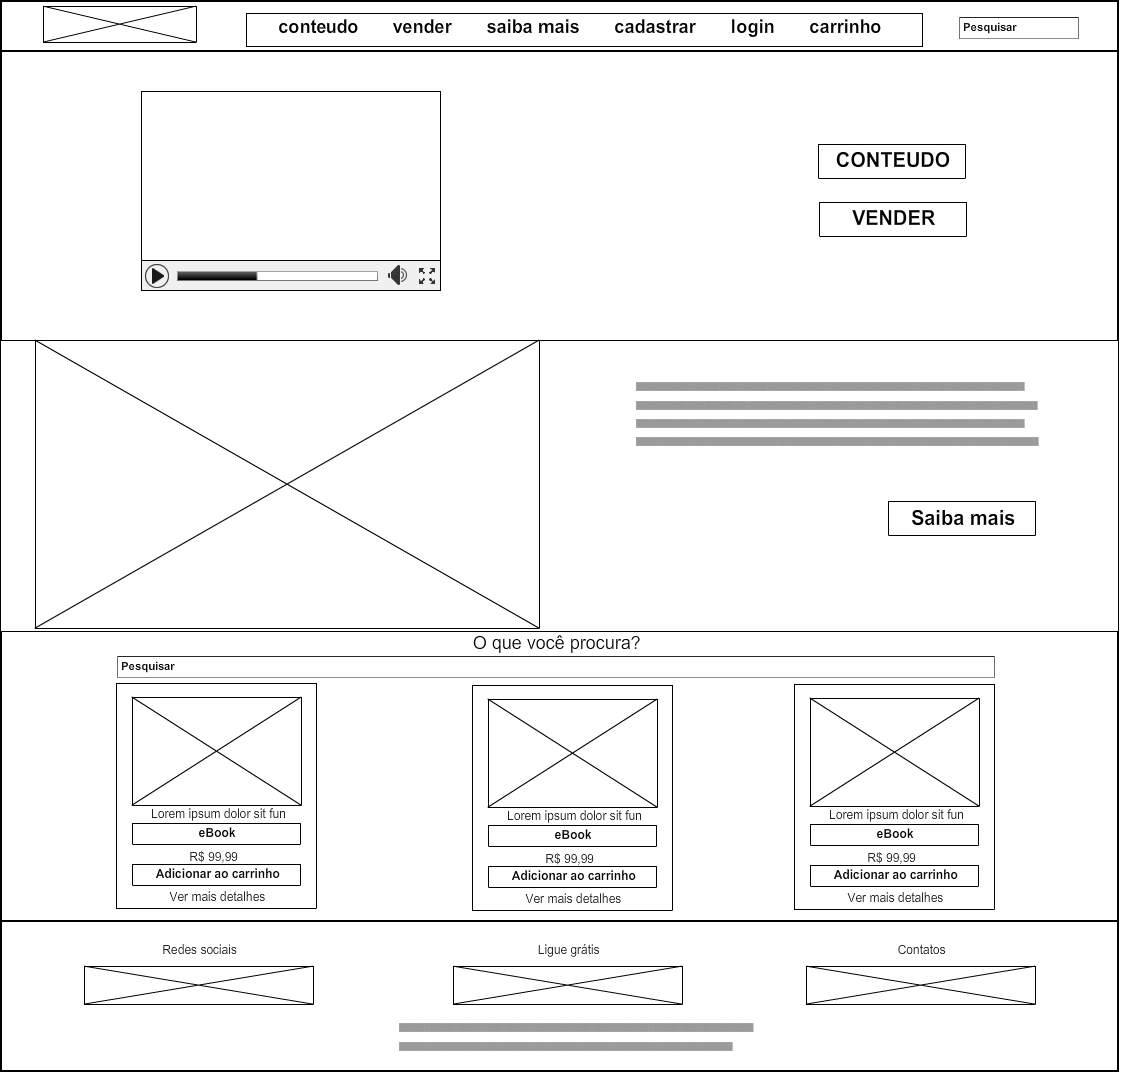 conteudo vender saiba mais cadastrar login carrinho Pesquisar
CONTEUDO
VENDER
Saiba mais
O que você procura?
Pesquisar
Lorem ipsum dolor sit fun
eBook
R$ 99,99
Adicionar ao carrinho
Ver mais detalhes
Lorem ipsum dolor sit fun
eBook
R$ 99,99
Adicionar ao carrinho
Ver mais detalhes
Lorem ipsum dolor sit fun
eBook
R$ 99,99
Adicionar ao carrinho
Ver mais detalhes
Redes sociais Ligue grátis Contatos